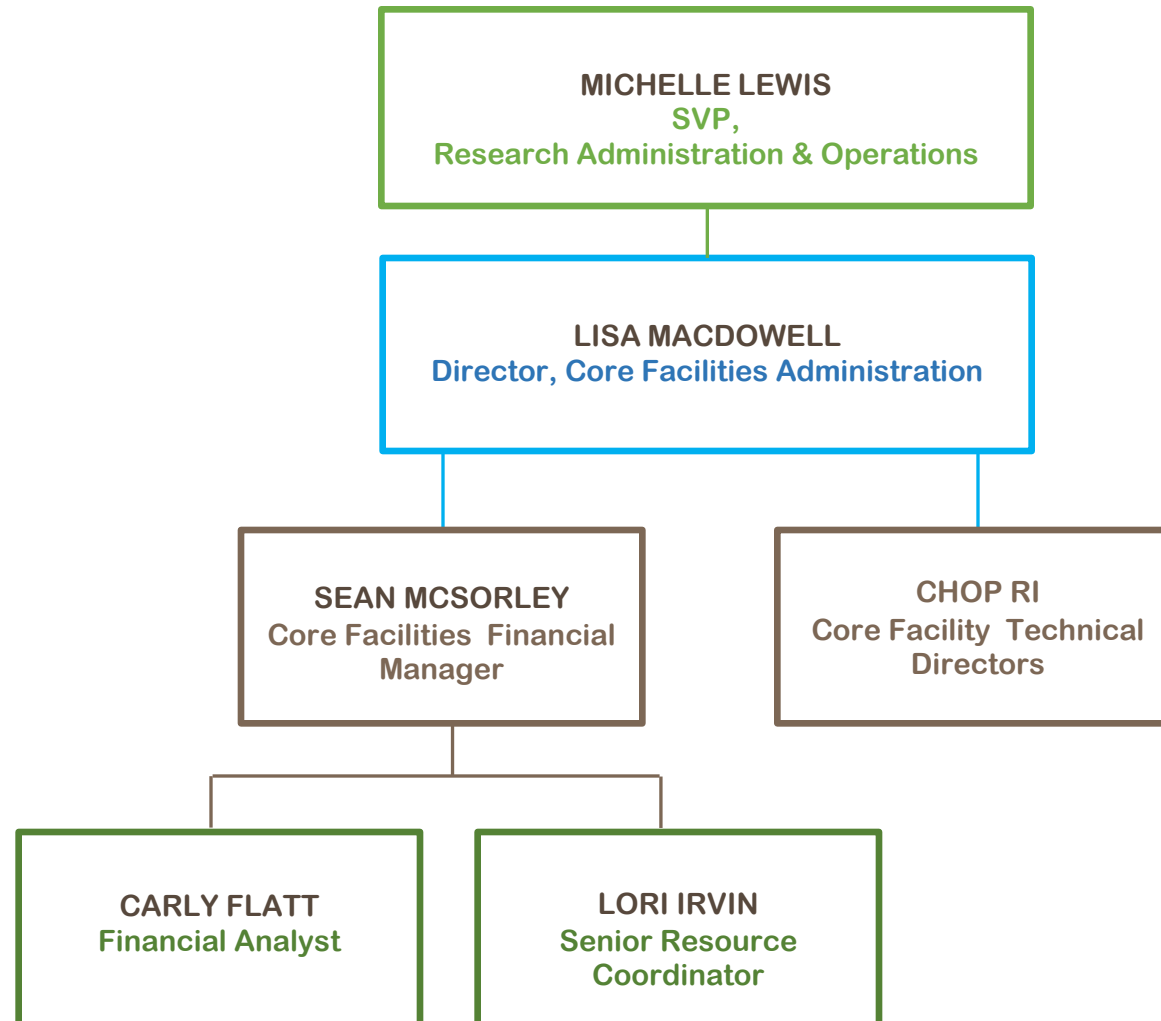 MICHELLE LEWIS
SVP,
Research Administration & Operations
LISA MACDOWELL
Director, Core Facilities Administration
SEAN MCSORLEY
Core Facilities  Financial
Manager
CHOP RI
Core Facility  Technical
Directors
CARLY FLATT
Financial Analyst
LORI IRVIN
Senior Resource
Coordinator